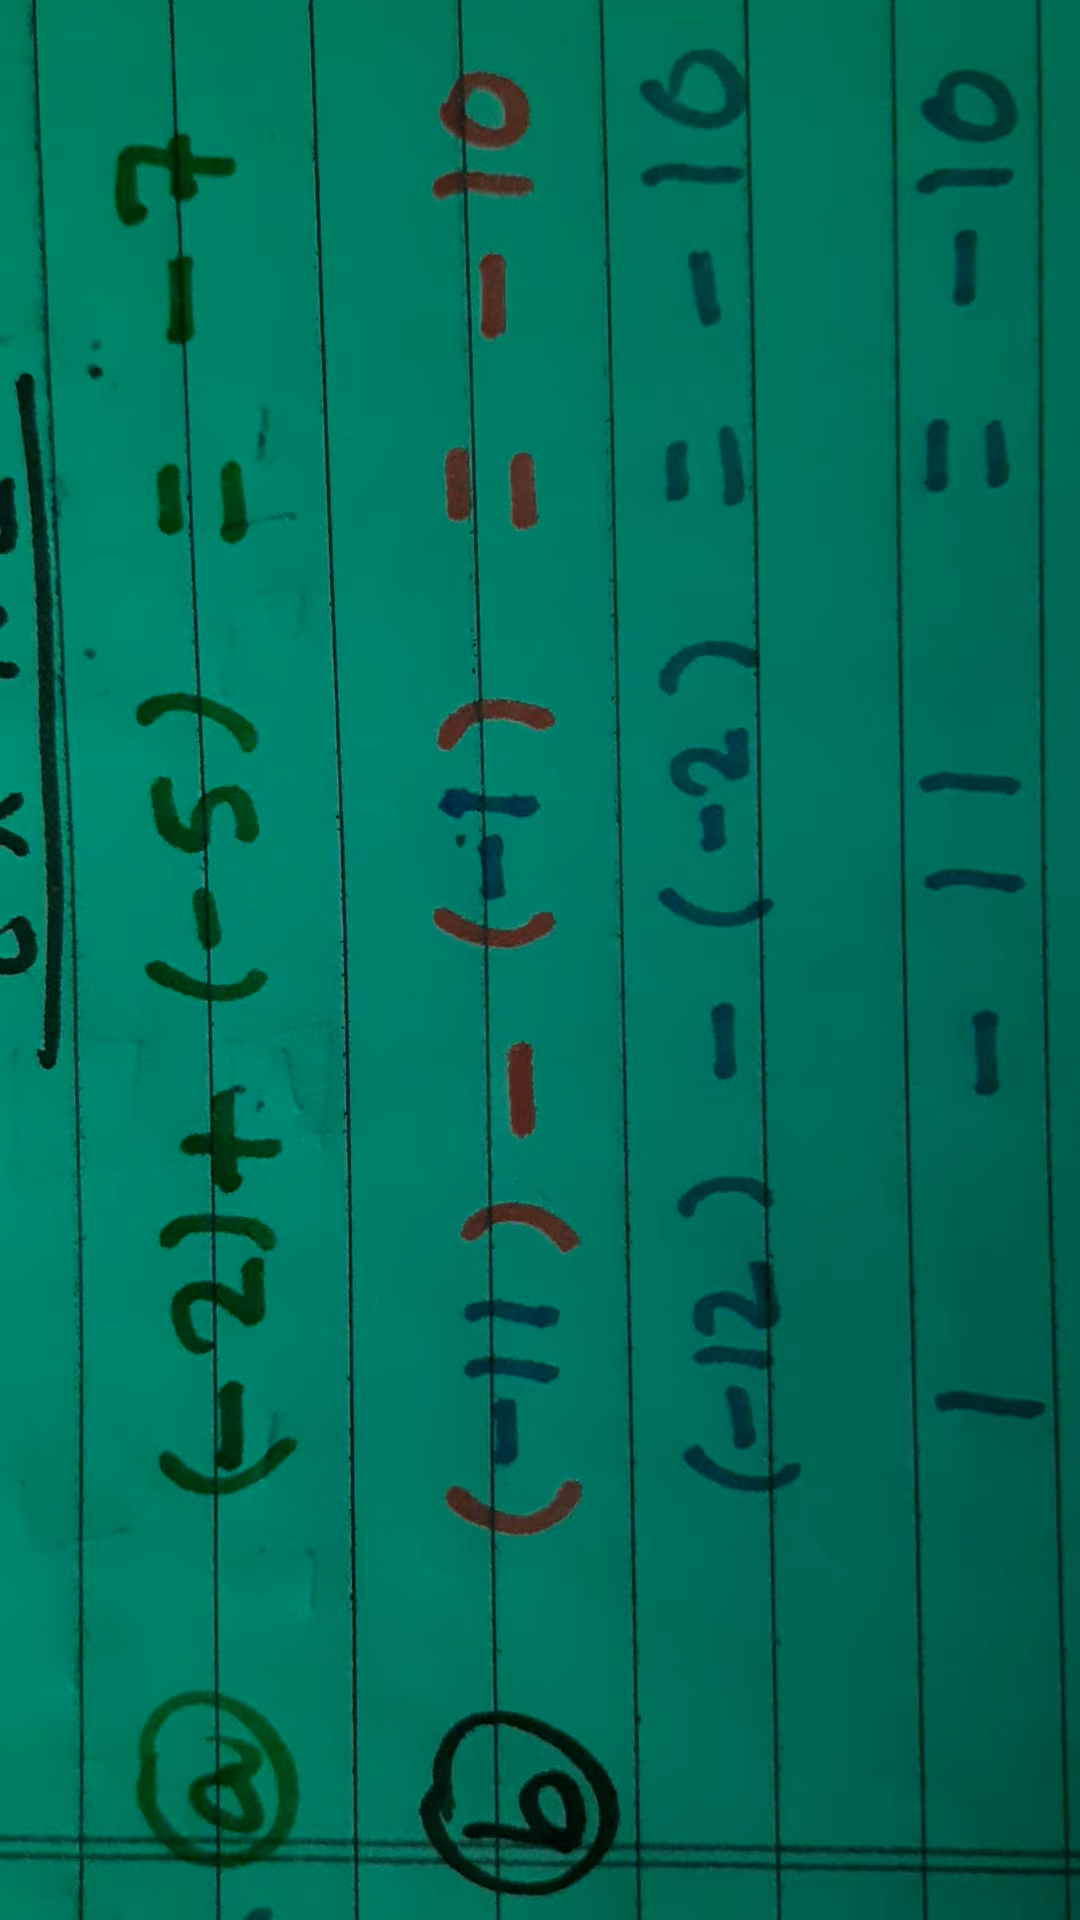 (a) (-2)+(-5) = -7
(b) (-11) - (-1) = -10
(-12) - (-2) = -10
1 - 11 = -10